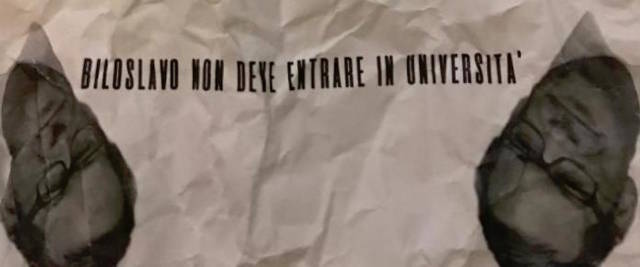 BILOSLAVO NON DEVE ENTRARE IN UNIVERSITA'